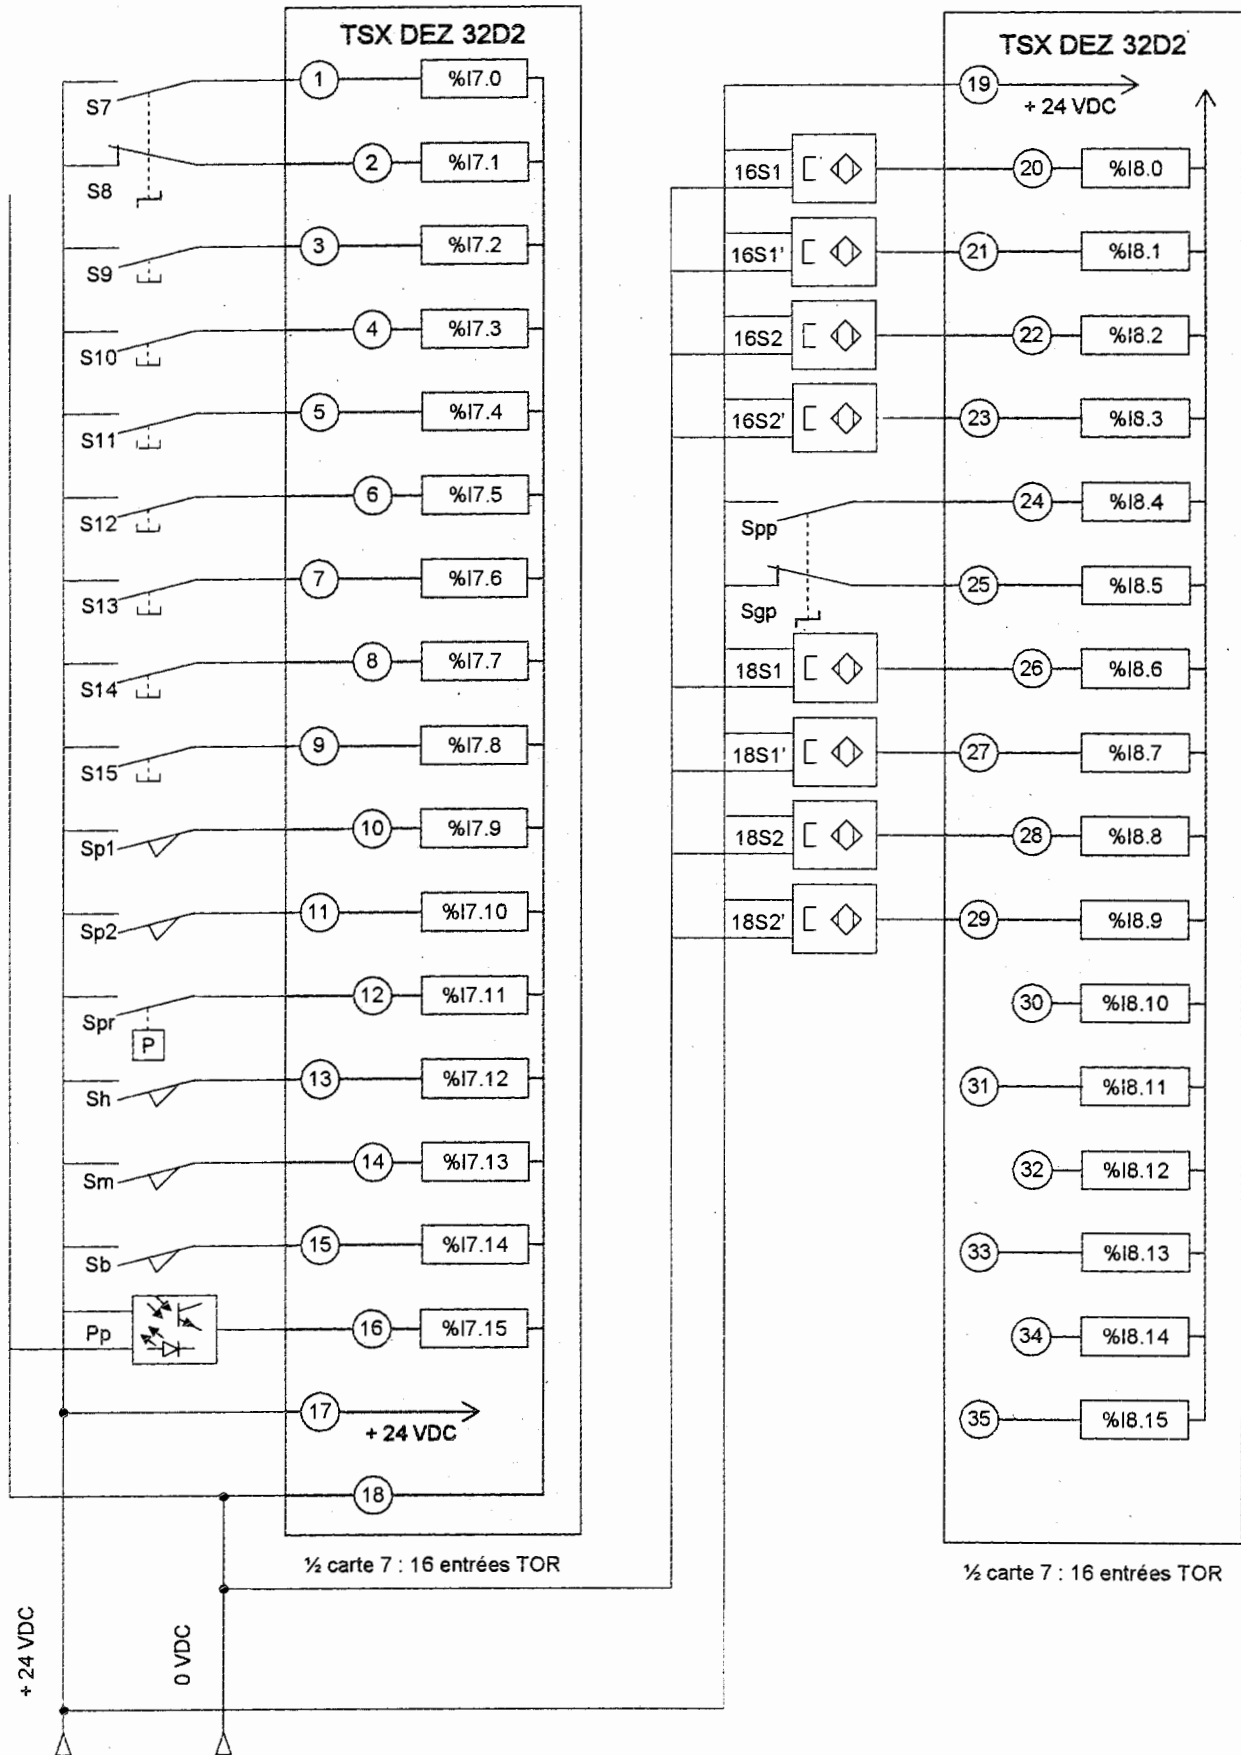 TSX DEZ 32D2
S7 1 %I7.0
S8 2 %I7.1
S9 3 %I7.2
S10 4 %I7.3
S11 5 %I7.4
S12 6 %I7.5
S13 7 %I7.6
S14 8 %I7.7
S15 9 %I7.8
Sp1 10 %I7.9
Sp2 11 %I7.10
Spr 12 %I7.11
P
Sh 13 %I7.12
Sm 14 %I7.13
Sb 15 %I7.14
Pp 16 %I7.15
17
+ 24 VDC
18
½ carte 7 : 16 entrées TOR
+ 24 VDC
0 VDC
TSX DEZ 32D2
19
+ 24 VDC
16S1 20 %I8.0
16S1' 21 %I8.1
16S2 22 %I8.2
16S2' 23 %I8.3
Spp 24 %I8.4
Sgp 25 %I8.5
18S1 26 %I8.6
18S1' 27 %I8.7
18S2 28 %I8.8
18S2' 29 %I8.9
30 %I8.10
31 %I8.11
32 %I8.12
33 %I8.13
34 %I8.14
35 %I8.15
½ carte 7 : 16 entrées TOR